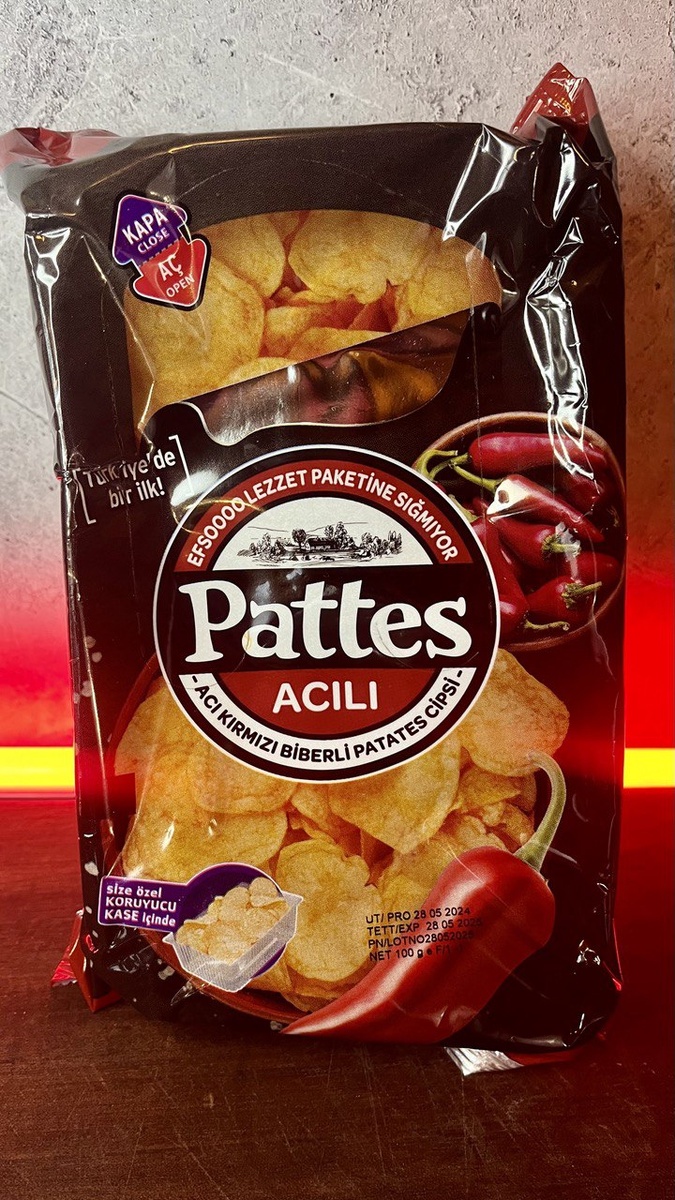 KAPA
CLOSE
AÇ
OPEN
Türkiye'de
bir ilk!
EFSOOOO LEZZET PAKETİNE SIĞMIYOR
Pattes
ACILI
- ACI KIRMIZI BİBERLİ PATATES CİPSİ -
size özel
KORUYUCU
KASE içinde
UT/ PRO 28 05 2024
TETT/EXP 28 05 2025
PN/LOTNO28052025
NET 100 g e